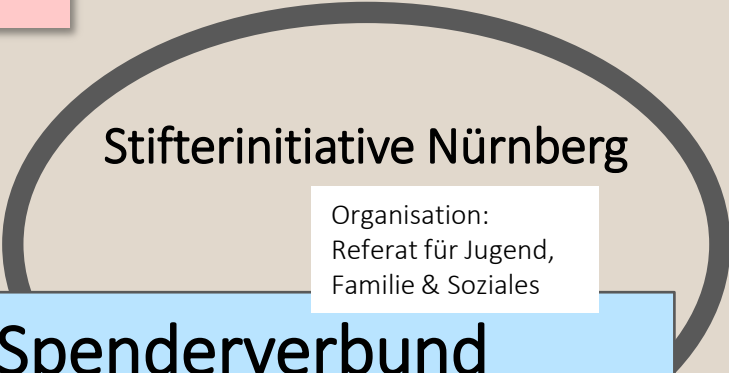 Stifterinitiative Nürnberg
Organisation:
Referat für Jugend,
Familie & Soziales
Spenderverbund